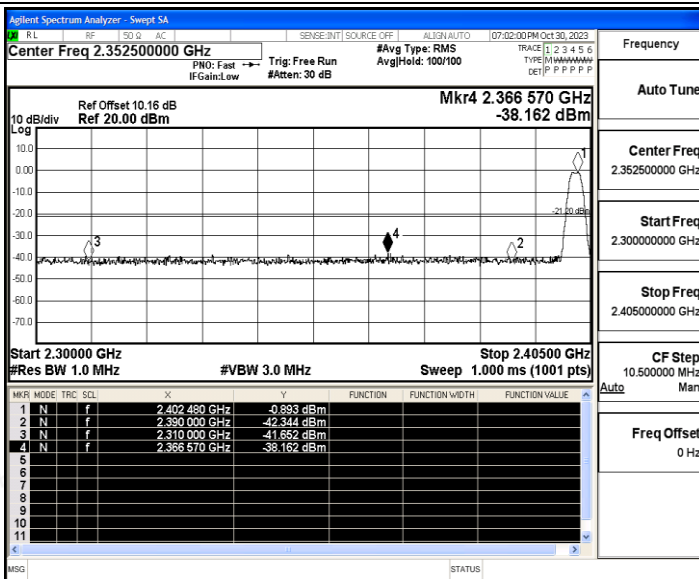 Agilent Spectrum Analyzer - Swept SA
RL RF 50 Ω AC SENSE:INT SOURCE OFF ALIGN AUTO 07:02:00 PM Oct 30, 2023
Center Freq 2.352500000 GHz
PNO: Fast
IFGain:Low
Trig: Free Run
#Atten: 30 dB
#Avg Type: RMS
Avg|Hold: 100/100
TRACE 1 2 3 4 5 6
TYPE M WWWWW
DET P P P P P P
Frequency
Auto Tune
Center Freq
2.352500000 GHz
Start Freq
2.300000000 GHz
Stop Freq
2.405000000 GHz
CF Step
10.500000 MHz
Auto Man
Freq Offset
0 Hz
Mkr4 2.366 570 GHz
-38.162 dBm
Ref Offset 10.16 dB
10 dB/div Ref 20.00 dBm
Log
10.0
0.00
-10.0
-20.0
-30.0
-40.0
-50.0
-60.0
-70.0
1
-21.20 dBm
3
4
2
Start 2.30000 GHz Stop 2.40500 GHz
#Res BW 1.0 MHz #VBW 3.0 MHz Sweep 1.000 ms (1001 pts)
MKR MODE TRC SCL X Y FUNCTION FUNCTION WIDTH FUNCTION VALUE
1 N f 2.402 480 GHz -0.893 dBm
2 N f 2.390 000 GHz -42.344 dBm
3 N f 2.310 000 GHz -41.652 dBm
4 N f 2.366 570 GHz -38.162 dBm
5
6
7
8
9
10
11
MSG STATUS